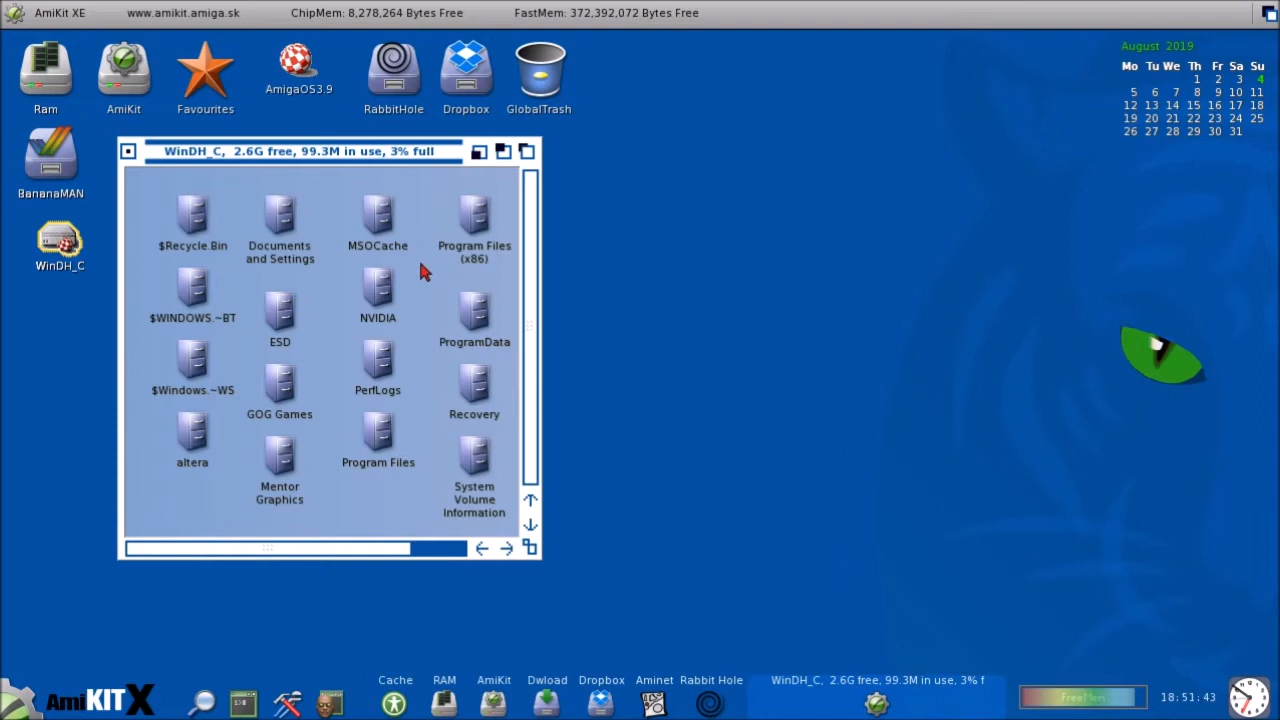 AmiKit XE www.amikit.amiga.sk ChipMem: 8,278,264 Bytes Free FastMem: 372,392,072 Bytes Free
Ram AmiKit Favourites AmigaOS3.9 RabbitHole Dropbox GlobalTrash
August 2019
Mo Tu We Th Fr Sa Su
1 2 3 4
5 6 7 8 9 10 11
12 13 14 15 16 17 18
19 20 21 22 23 24 25
26 27 28 29 30 31
BananaMAN
WinDH_C
WinDH_C, 2.6G free, 99.3M in use, 3% full
$Recycle.Bin Documents MSOCache Program Files
and Settings (x86)
$WINDOWS.~BT NVIDIA
ESD ProgramData
$Windows.~WS PerfLogs
GOG Games Recovery
altera Program Files
Mentor System
Graphics Volume
Information
Cache RAM AmiKit Dwload Dropbox Aminet Rabbit Hole WinDH_C, 2.6G free, 99.3M in use, 3% f
AmiKIT X FreeMem 18:51:43